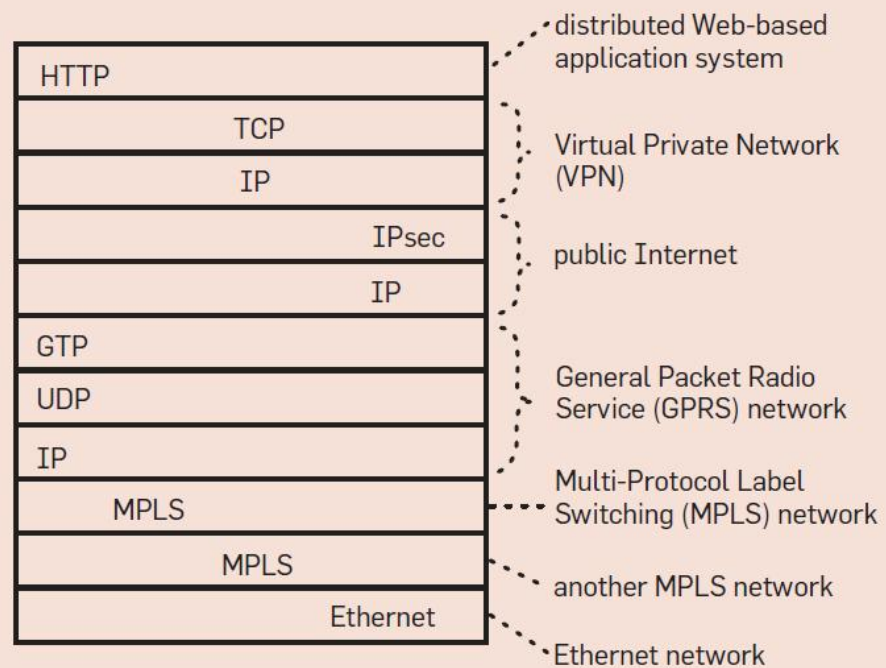 distributed Web-based
application system
HTTP
TCP
Virtual Private Network
(VPN)
IP
IPsec
public Internet
IP
GTP
General Packet Radio
Service (GPRS) network
UDP
IP
Multi-Protocol Label
Switching (MPLS) network
MPLS
MPLS
another MPLS network
Ethernet
Ethernet network